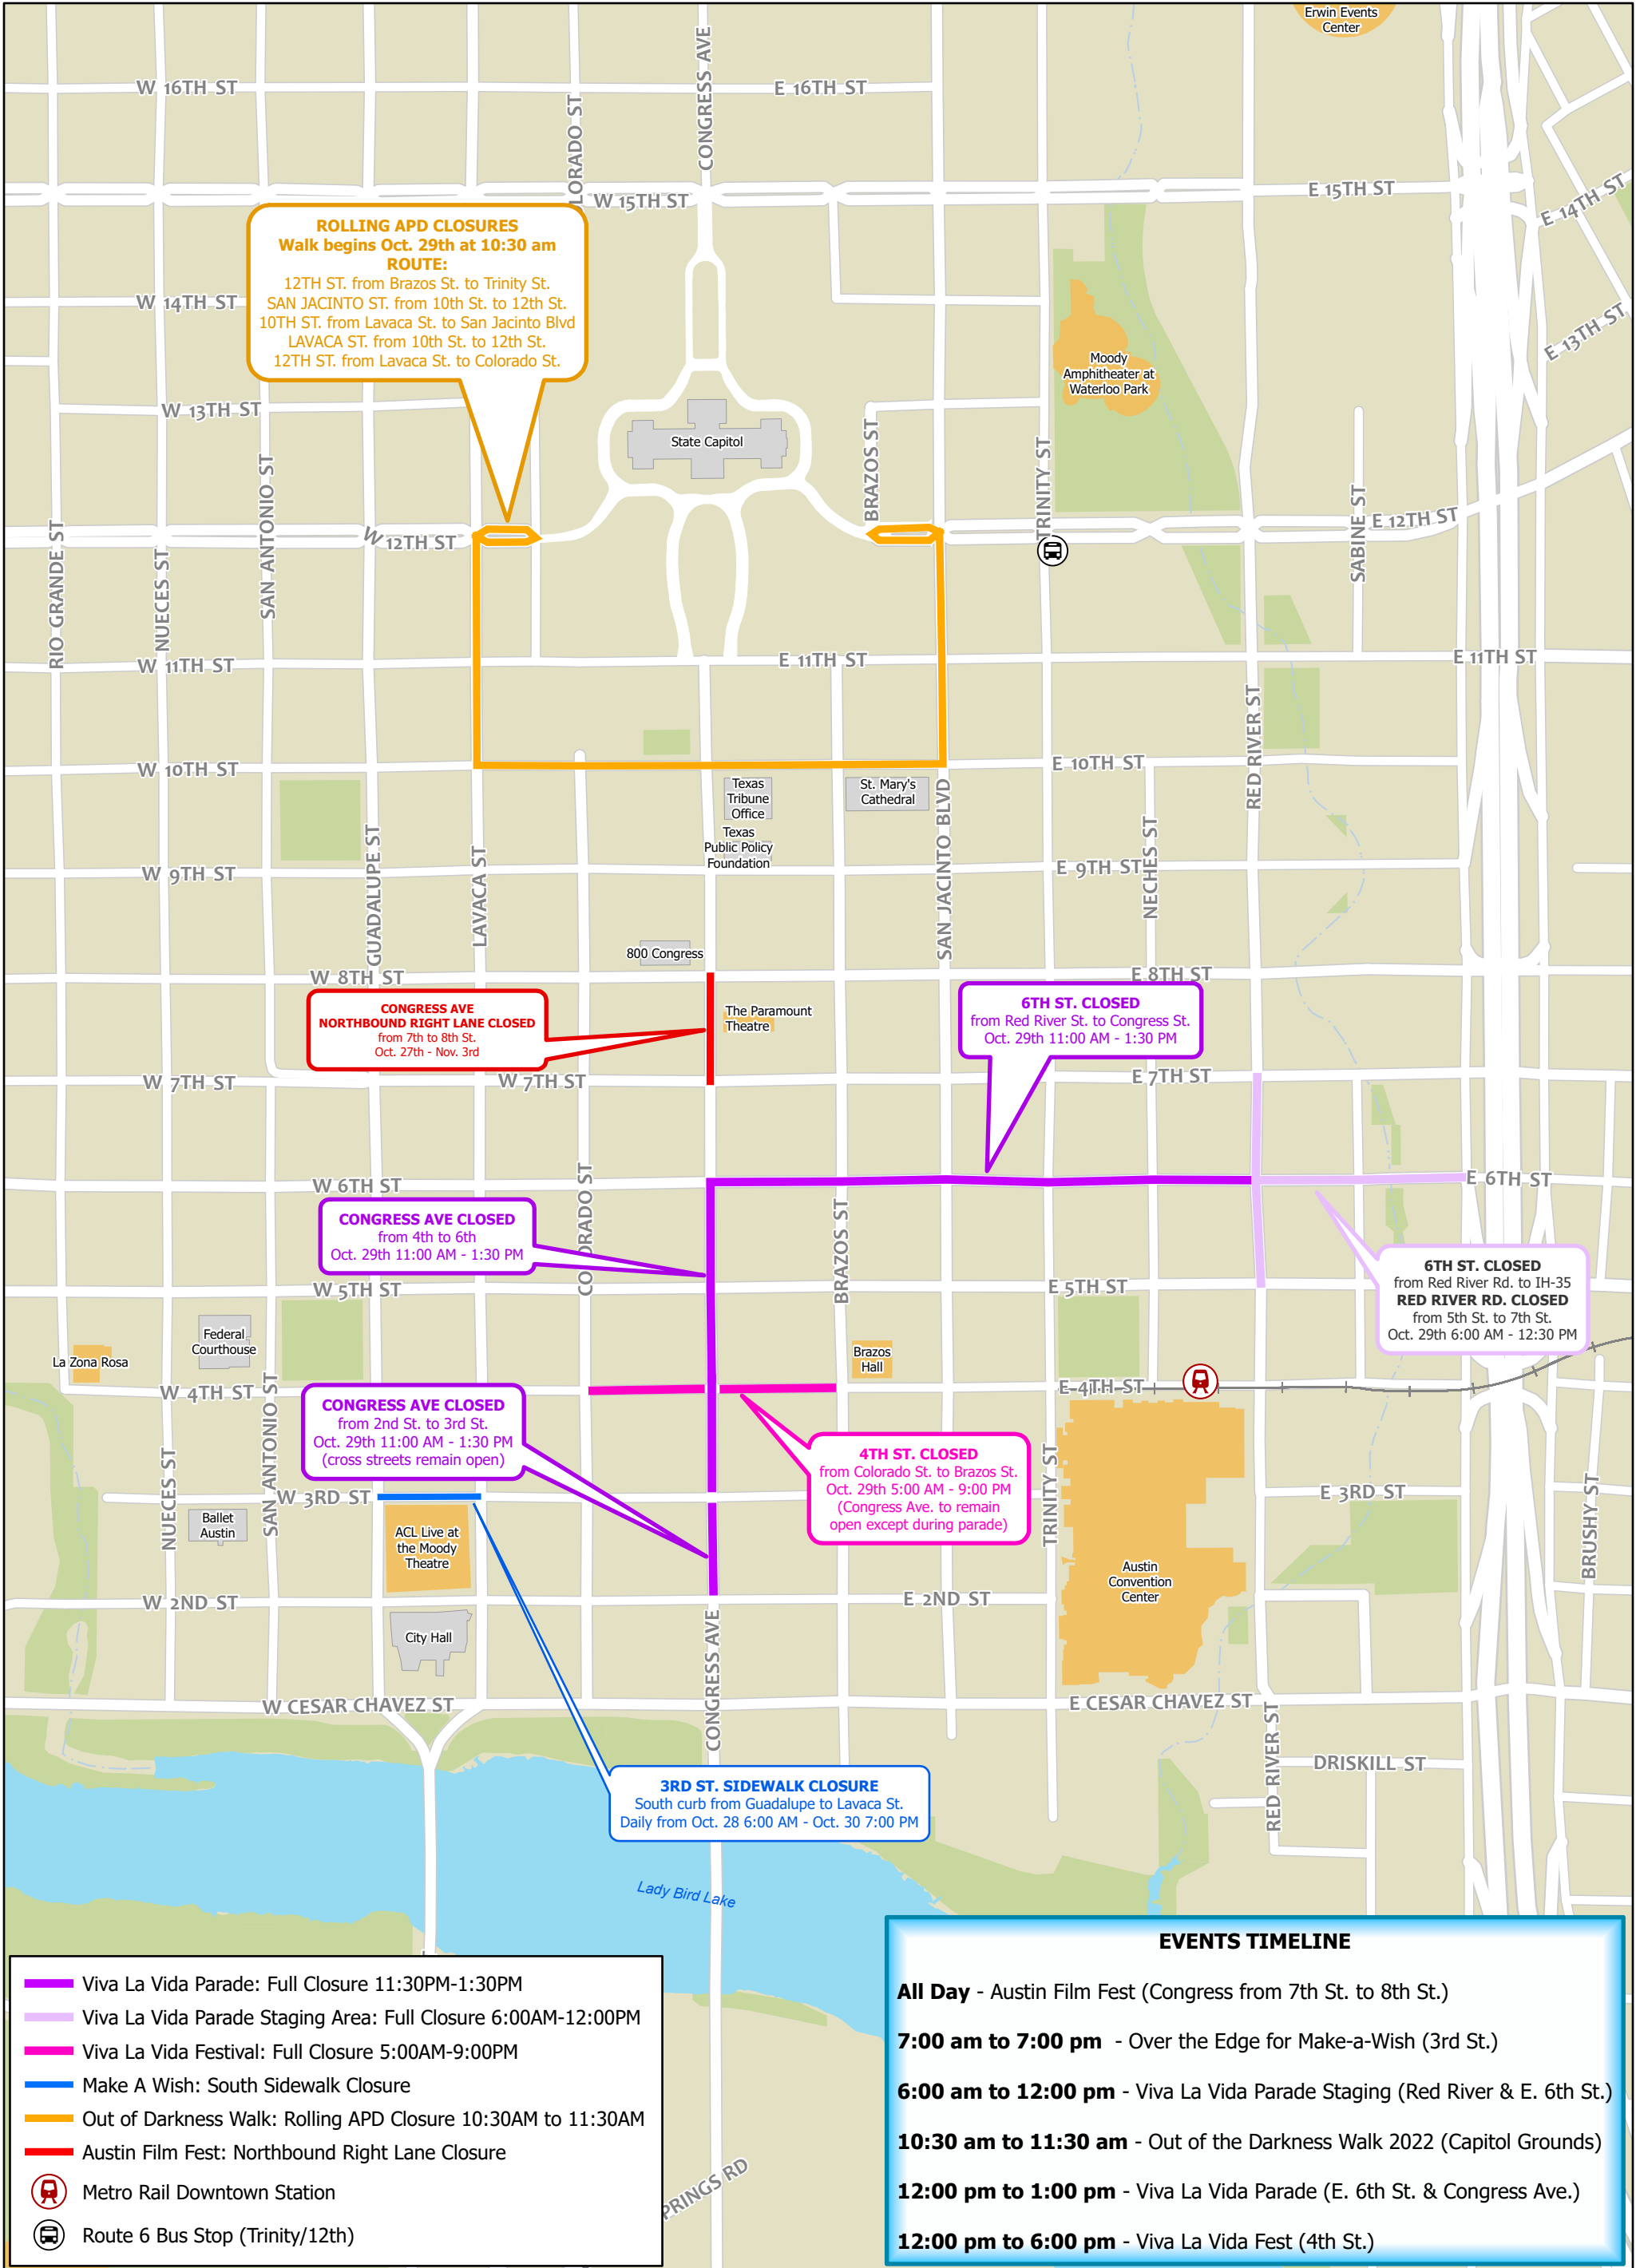 Erwin Events
Center
W 16TH ST
E 16TH ST
CONGRESS AVE
LORADO ST
W 15TH ST
E 15TH ST
E 14TH ST
ROLLING APD CLOSURES
Walk begins Oct. 29th at 10:30 am
ROUTE:
12TH ST. from Brazos St. to Trinity St.
SAN JACINTO ST. from 10th St. to 12th St.
10TH ST. from Lavaca St. to San Jacinto Blvd
LAVACA ST. from 10th St. to 12th St.
12TH ST. from Lavaca St. to Colorado St.
W 14TH ST
E 13TH ST
Moody
Amphitheater at
Waterloo Park
W 13TH ST
State Capitol
BRAZOS ST
TRINITY ST
SAN ANTONIO ST
SABINE ST
E 12TH ST
W 12TH ST
RIO GRANDE ST
NUECES ST
W 11TH ST
E 11TH ST
E 11TH ST
RED RIVER ST
W 10TH ST
E 10TH ST
Texas
Tribune
Office
St. Mary's
Cathedral
Texas
Public Policy
Foundation
SAN JACINTO BLVD
NECHES ST
GUADALUPE ST
LAVACA ST
W 9TH ST
E 9TH ST
800 Congress
W 8TH ST
E 8TH ST
CONGRESS AVE
NORTHBOUND RIGHT LANE CLOSED
from 7th to 8th St.
Oct. 27th - Nov. 3rd
The Paramount
Theatre
6TH ST. CLOSED
from Red River St. to Congress St.
Oct. 29th 11:00 AM - 1:30 PM
W 7TH ST
W 7TH ST
E 7TH ST
W 6TH ST
E 6TH ST
COLORADO ST
BRAZOS ST
CONGRESS AVE CLOSED
from 4th to 6th
Oct. 29th 11:00 AM - 1:30 PM
6TH ST. CLOSED
from Red River Rd. to IH-35
RED RIVER RD. CLOSED
from 5th St. to 7th St.
Oct. 29th 6:00 AM - 12:30 PM
W 5TH ST
E 5TH ST
Federal
Courthouse
La Zona Rosa
Brazos
Hall
W 4TH ST
E 4TH ST
SAN ANTONIO ST
CONGRESS AVE CLOSED
from 2nd St. to 3rd St.
Oct. 29th 11:00 AM - 1:30 PM
(cross streets remain open)
4TH ST. CLOSED
from Colorado St. to Brazos St.
Oct. 29th 5:00 AM - 9:00 PM
(Congress Ave. to remain
open except during parade)
NUECES ST
TRINITY ST
BRUSHY ST
W 3RD ST
E 3RD ST
Ballet
Austin
ACL Live at
the Moody
Theatre
Austin
Convention
Center
W 2ND ST
E 2ND ST
City Hall
CONGRESS AVE
W CESAR CHAVEZ ST
E CESAR CHAVEZ ST
RED RIVER ST
DRISKILL ST
3RD ST. SIDEWALK CLOSURE
South curb from Guadalupe to Lavaca St.
Daily from Oct. 28 6:00 AM - Oct. 30 7:00 PM
Lady Bird Lake
PRINGS RD
Viva La Vida Parade: Full Closure 11:30PM-1:30PM
Viva La Vida Parade Staging Area: Full Closure 6:00AM-12:00PM
Viva La Vida Festival: Full Closure 5:00AM-9:00PM
Make A Wish: South Sidewalk Closure
Out of Darkness Walk: Rolling APD Closure 10:30AM to 11:30AM
Austin Film Fest: Northbound Right Lane Closure
Metro Rail Downtown Station
Route 6 Bus Stop (Trinity/12th)
EVENTS TIMELINE
All Day - Austin Film Fest (Congress from 7th St. to 8th St.)
7:00 am to 7:00 pm - Over the Edge for Make-a-Wish (3rd St.)
6:00 am to 12:00 pm - Viva La Vida Parade Staging (Red River & E. 6th St.)
10:30 am to 11:30 am - Out of the Darkness Walk 2022 (Capitol Grounds)
12:00 pm to 1:00 pm - Viva La Vida Parade (E. 6th St. & Congress Ave.)
12:00 pm to 6:00 pm - Viva La Vida Fest (4th St.)